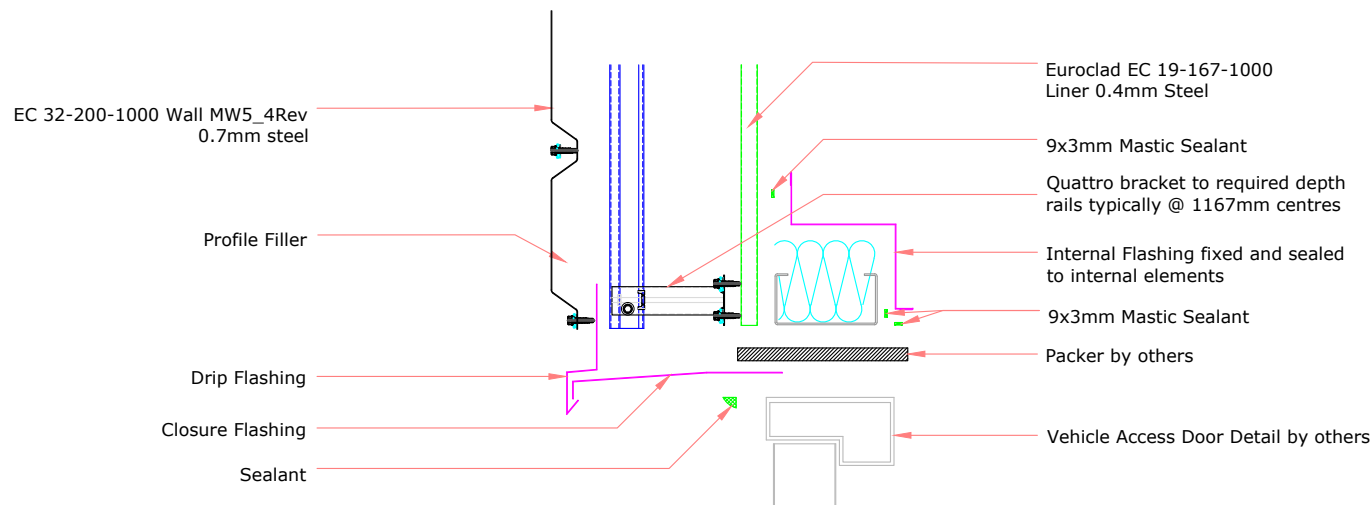 EC 32-200-1000 Wall MW5_4Rev
0.7mm steel
Profile Filler
Drip Flashing
Closure Flashing
Sealant
Euroclad EC 19-167-1000
Liner 0.4mm Steel
9x3mm Mastic Sealant
Quattro bracket to required depth
rails typically @ 1167mm centres
Internal Flashing fixed and sealed
to internal elements
9x3mm Mastic Sealant
Packer by others
Vehicle Access Door Detail by others